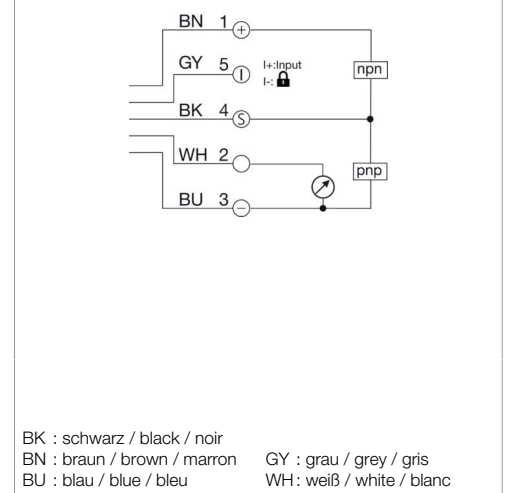 BN 1 +
GY 5 I I+:Input
I-:
npn
BK 4 S
WH 2
pnp
BU 3 −
BK : schwarz / black / noir
BN : braun / brown / marron GY : grau / grey / gris
BU : blau / blue / bleu WH : weiß / white / blanc